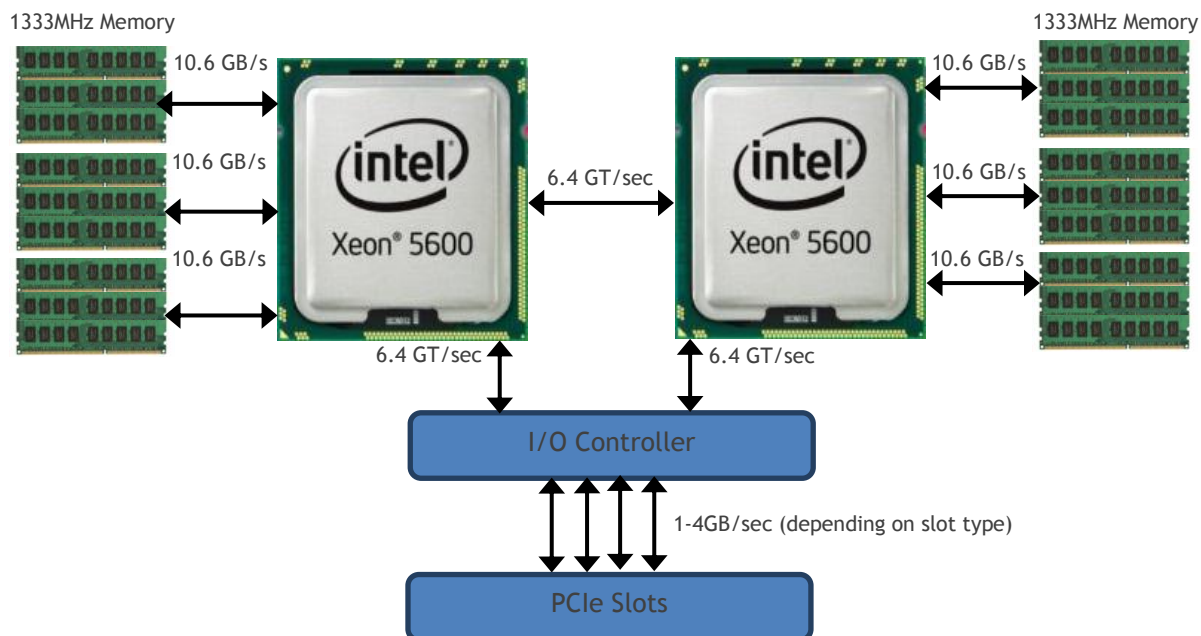 1333MHz Memory
1333MHz Memory
10.6 GB/s
10.6 GB/s
10.6 GB/s
10.6 GB/s
10.6 GB/s
10.6 GB/s
intel
Xeon® 5600
6.4 GT/sec
intel
Xeon® 5600
6.4 GT/sec
6.4 GT/sec
I/O Controller
1-4GB/sec (depending on slot type)
PCIe Slots